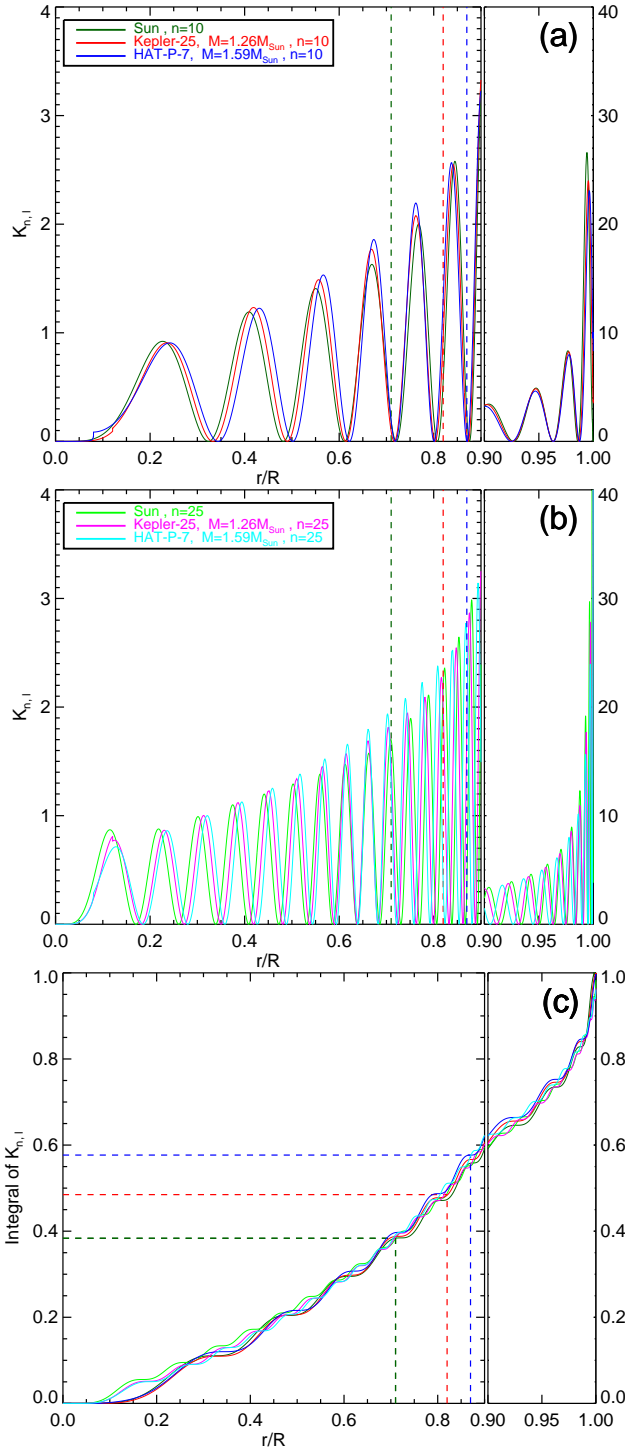 (a)
Sun , n=10
Kepler-25, M=1.26M_Sun , n=10
HAT-P-7, M=1.59M_Sun , n=10
4
3
2
1
0
K_n,l
40
30
20
10
0
0.0 0.2 0.4 0.6 0.8 0.90 0.95 1.00
r/R
(b)
Sun , n=25
Kepler-25, M=1.26M_Sun , n=25
HAT-P-7, M=1.59M_Sun , n=25
4
3
2
1
0
K_n,l
40
30
20
10
0
0.0 0.2 0.4 0.6 0.8 0.90 0.95 1.00
r/R
(c)
1.0
0.8
0.6
0.4
0.2
0.0
Integral of K_n,l
1.0
0.8
0.6
0.4
0.2
0.0
0.0 0.2 0.4 0.6 0.8 0.90 0.95 1.00
r/R